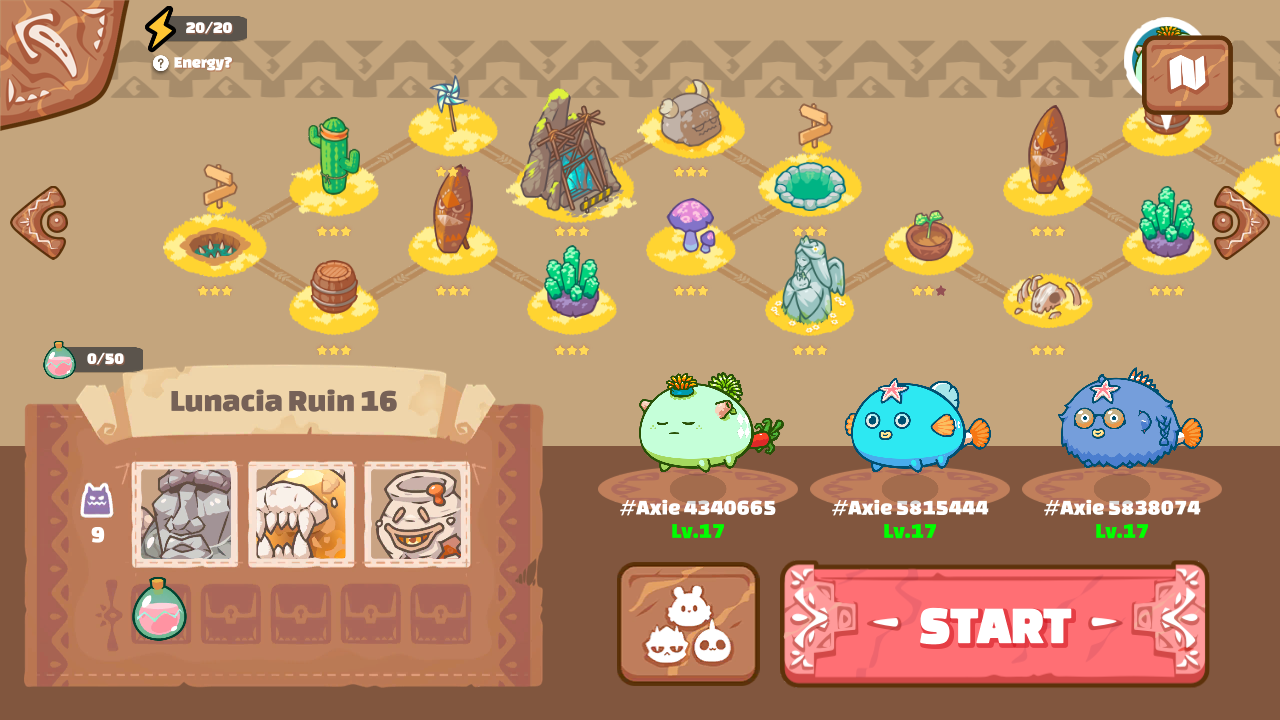 20/20
? Energy?
0/50
Lunacia Ruin 16
9
#Axie 4340665
Lv.17
#Axie 5815444
Lv.17
#Axie 5838074
Lv.17
START